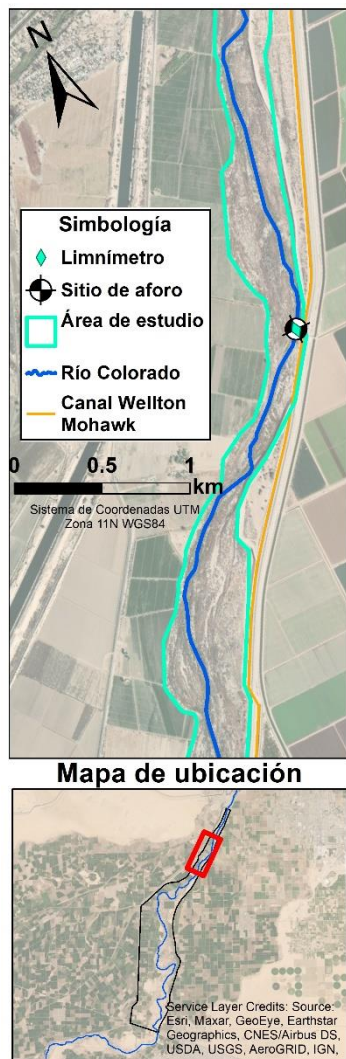 N
Simbología
Limnímetro
Sitio de aforo
Área de estudio
Río Colorado
Canal Wellton
Mohawk
0 0.5 1
km
Sistema de Coordenadas UTM
Zona 11N WGS84
Mapa de ubicación
Service Layer Credits: Source:
Esri, Maxar, GeoEye, Earthstar
Geographics, CNES/Airbus DS,
USDA, USGS, AeroGRID, IGN,